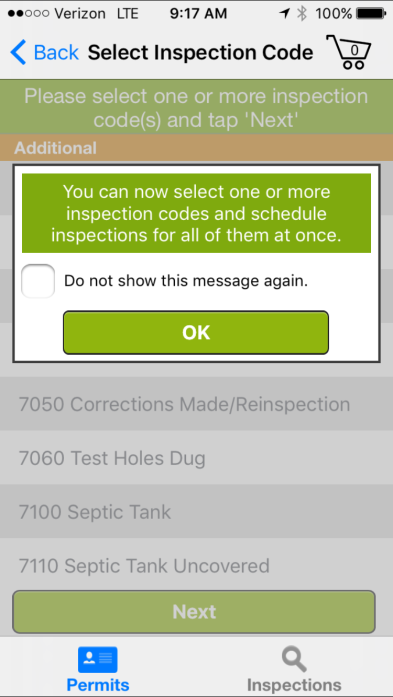 ●●○○○ Verizon LTE 9:17 AM 100%
Back Select Inspection Code 0
Please select one or more inspection
code(s) and tap 'Next'
Additional
You can now select one or more
inspection codes and schedule
inspections for all of them at once.
Do not show this message again.
OK
7050 Corrections Made/Reinspection
7060 Test Holes Dug
7100 Septic Tank
7110 Septic Tank Uncovered
Next
Permits Inspections